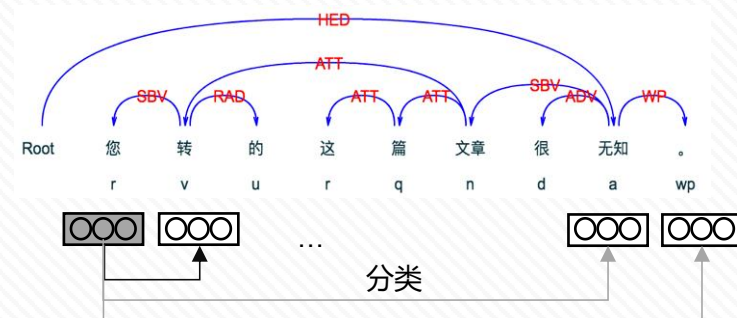 HED
ATT
SBV
SBV RAD ATT ATT ADV WP
Root 您 转 的 这 篇 文章 很 无知 。
r v u r q n d a wp
...
分类